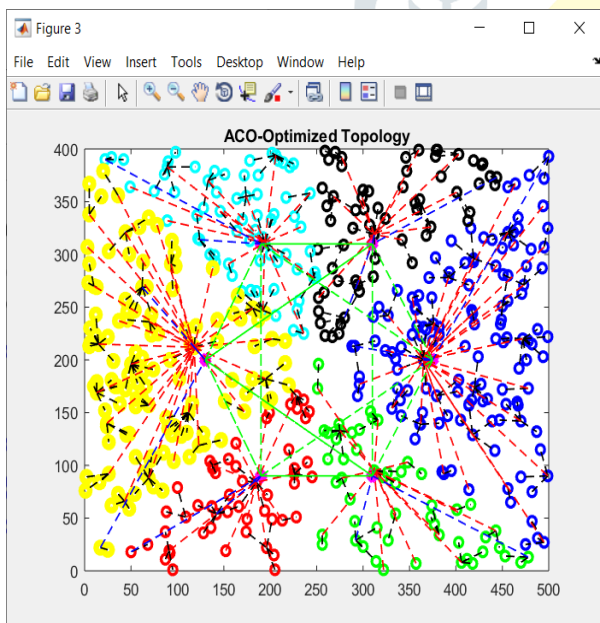 Figure 3
File Edit View Insert Tools Desktop Window Help
ACO-Optimized Topology
400
350
300
250
200
150
100
50
0
0 50 100 150 200 250 300 350 400 450 500